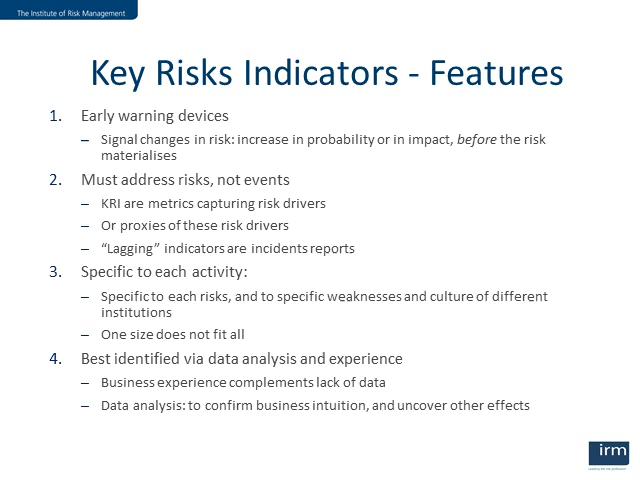 The Institute of Risk Management
Key Risks Indicators - Features
1. Early warning devices
– Signal changes in risk: increase in probability or in impact, before the risk
materialises
2. Must address risks, not events
– KRI are metrics capturing risk drivers
– Or proxies of these risk drivers
– “Lagging” indicators are incidents reports
3. Specific to each activity:
– Specific to each risks, and to specific weaknesses and culture of different
institutions
– One size does not fit all
4. Best identified via data analysis and experience
– Business experience complements lack of data
– Data analysis: to confirm business intuition, and uncover other effects
irm